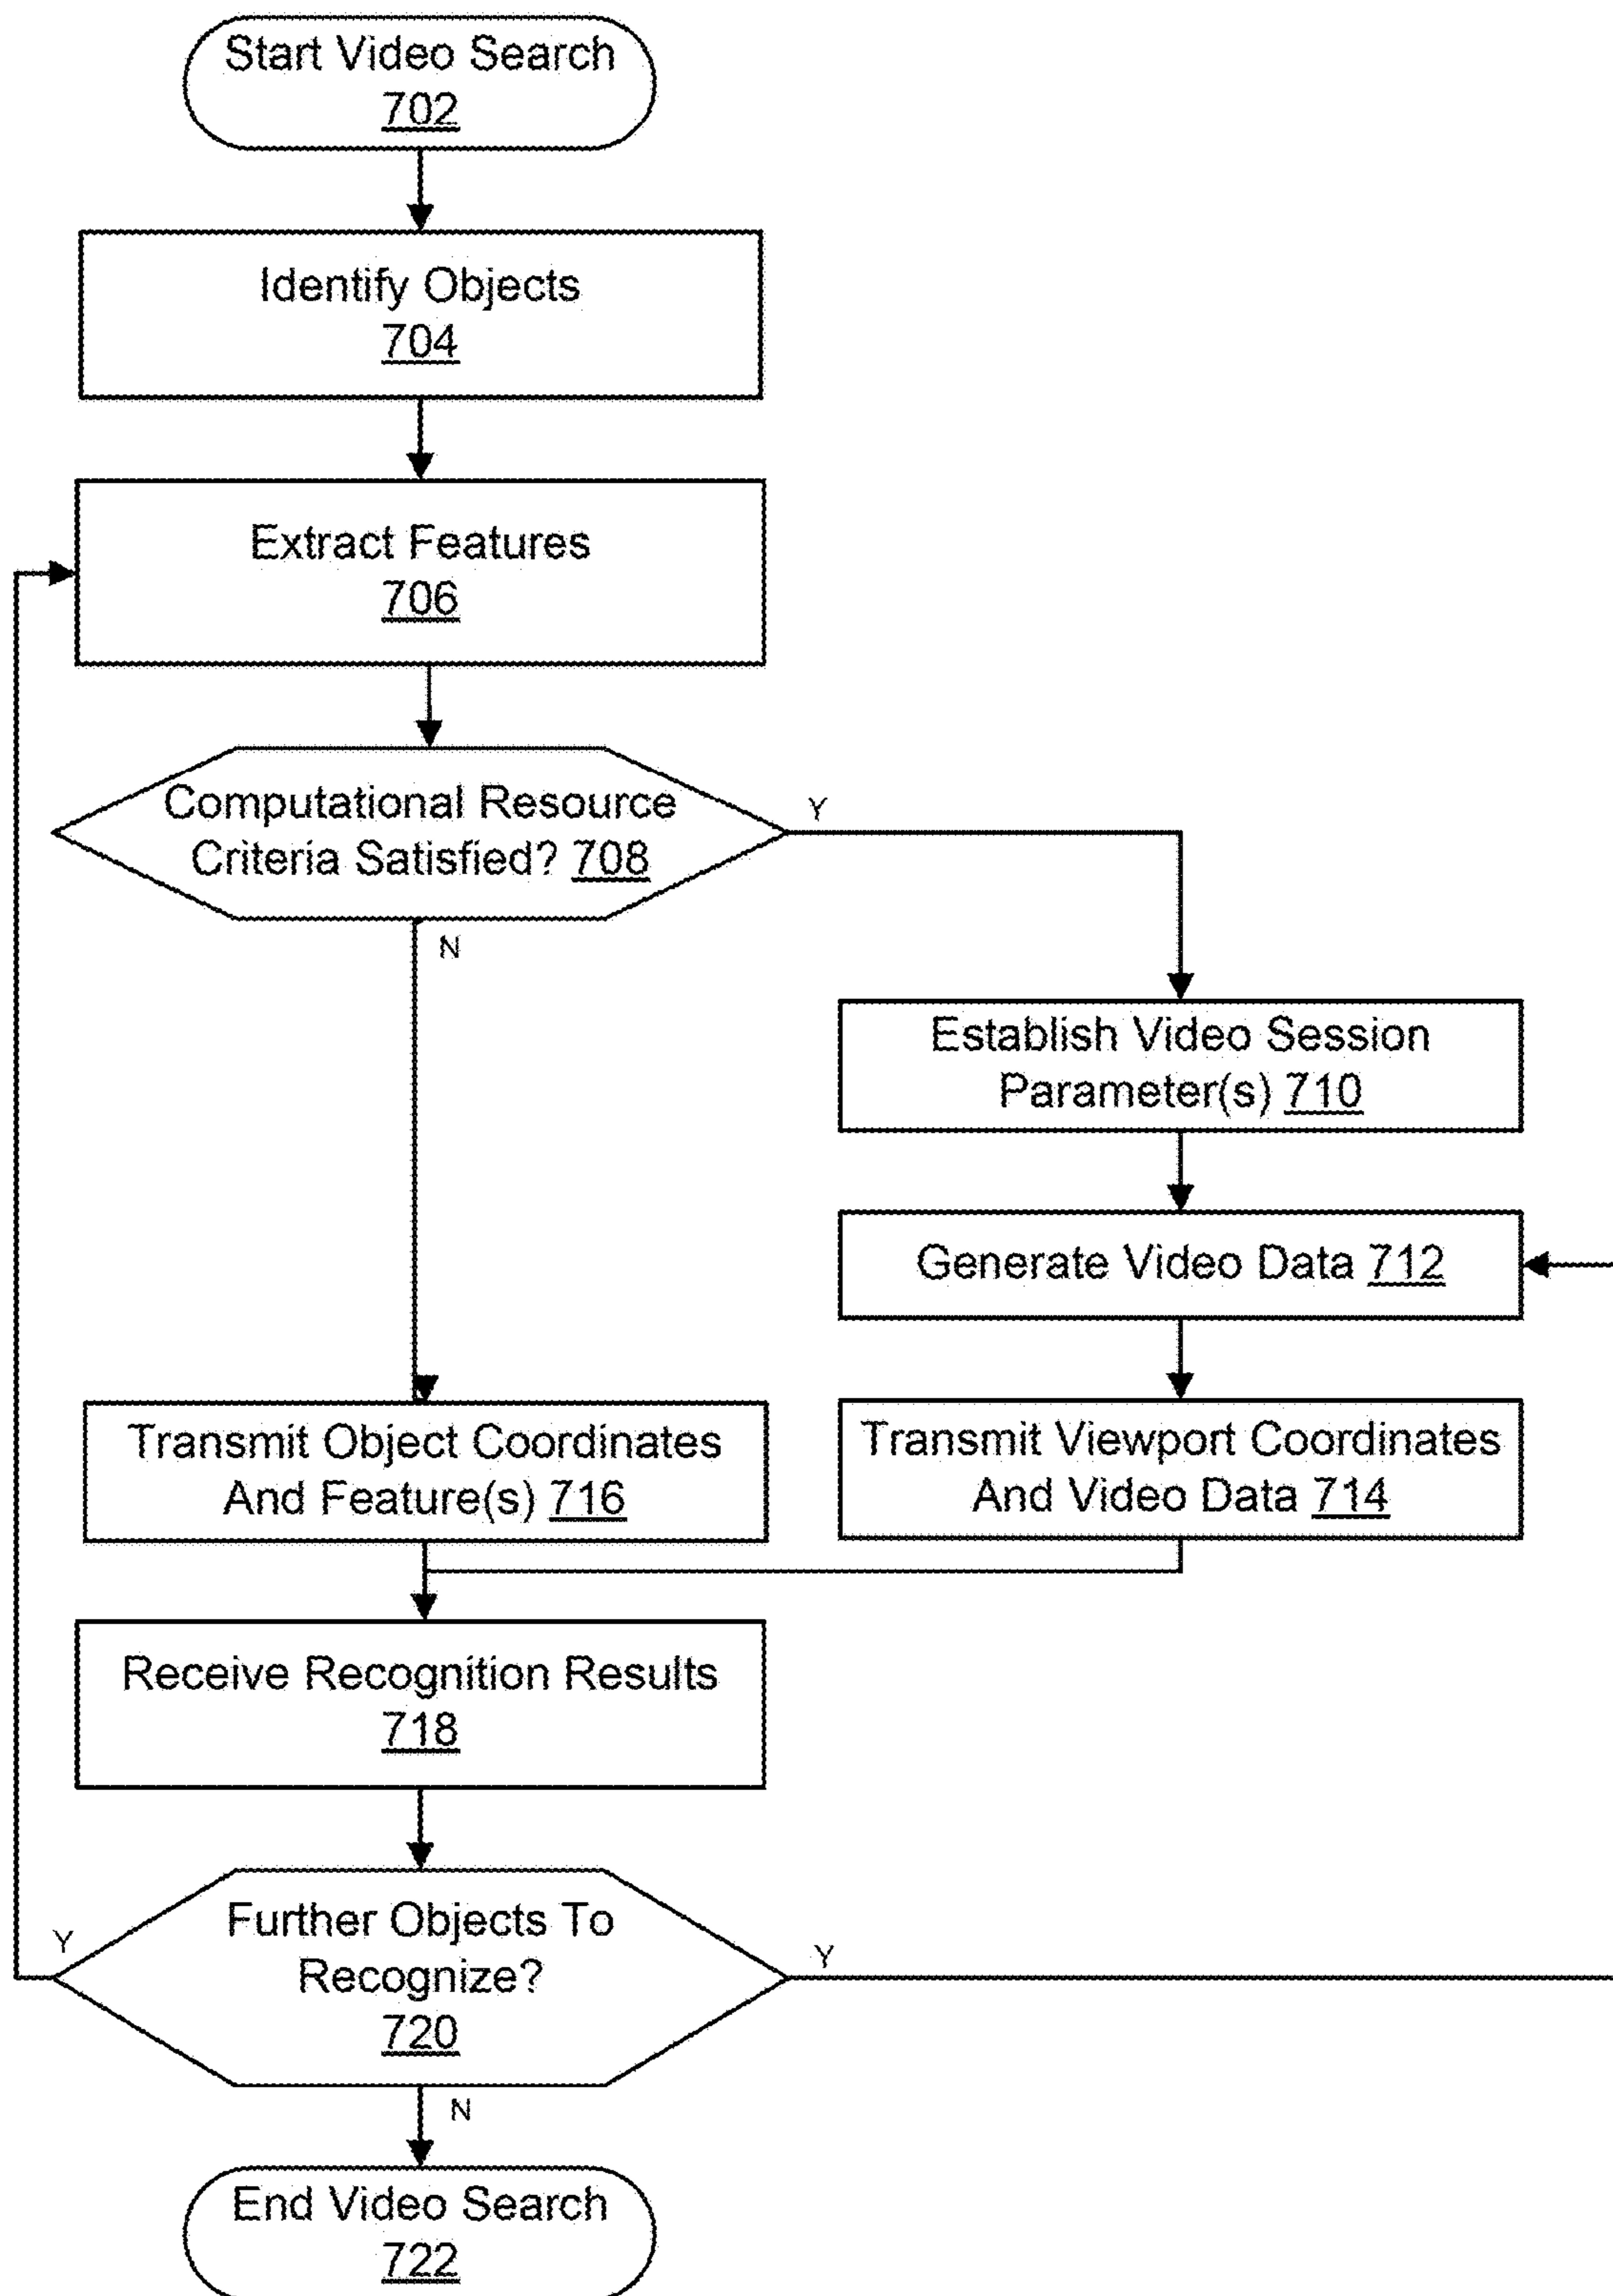 Start Video Search
702
Identify Objects
704
Extract Features
706
Computational Resource
Criteria Satisfied? 708
Y
N
Establish Video Session
Parameter(s) 710
Generate Video Data 712
Transmit Object Coordinates
And Feature(s) 716
Transmit Viewport Coordinates
And Video Data 714
Receive Recognition Results
718
Further Objects To
Recognize?
720
Y
Y
N
End Video Search
722